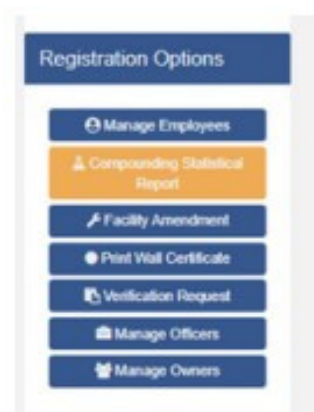 Registration Options
Manage Employees
Compounding Statistical
Report
Facility Amendment
Print Wall Certificate
Verification Request
Manage Officers
Manage Owners